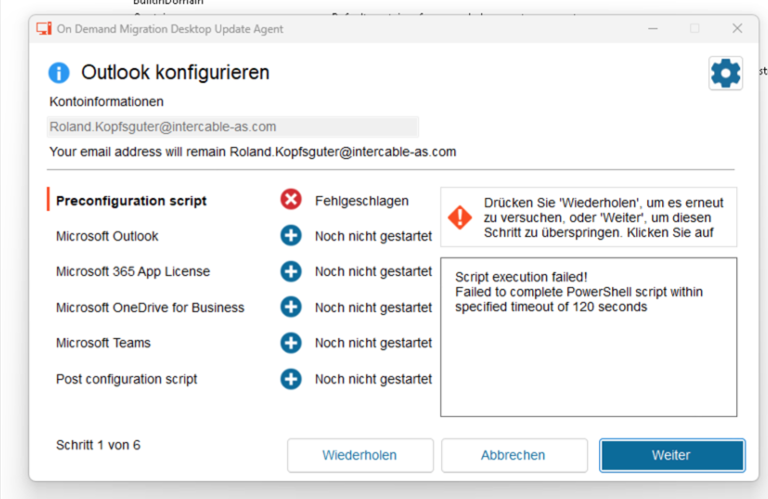 BuildInDomain
On Demand Migration Desktop Update Agent
Outlook konfigurieren
Kontoinformationen
Roland.Kopfsguter@intercable-as.com
Your email address will remain Roland.Kopfsguter@intercable-as.com
Preconfiguration script
Fehlgeschlagen
Microsoft Outlook
Noch nicht gestartet
Microsoft 365 App License
Noch nicht gestartet
Microsoft OneDrive for Business
Noch nicht gestartet
Microsoft Teams
Noch nicht gestartet
Post configuration script
Noch nicht gestartet
Drücken Sie 'Wiederholen', um es erneut
zu versuchen, oder 'Weiter', um diesen
Schritt zu überspringen. Klicken Sie auf
Script execution failed!
Failed to complete PowerShell script within
specified timeout of 120 seconds
Schritt 1 von 6
Wiederholen
Abbrechen
Weiter